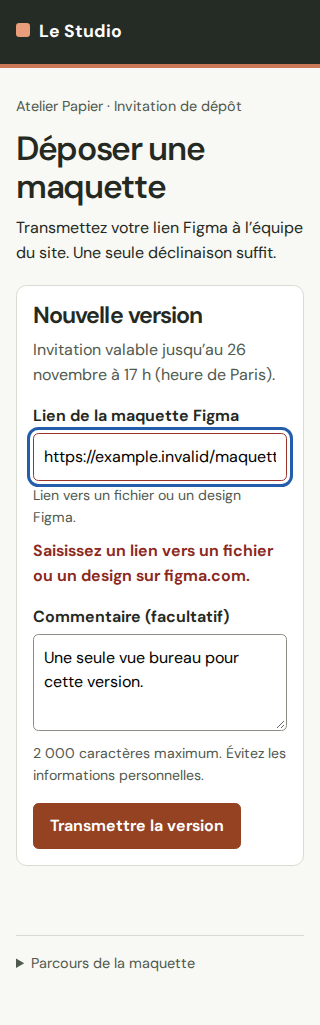 Le Studio
Atelier Papier · Invitation de dépôt
Déposer une
maquette
Transmettez votre lien Figma à l’équipe
du site. Une seule déclinaison suffit.
Nouvelle version
Invitation valable jusqu’au 26
novembre à 17 h (heure de Paris).
Lien de la maquette Figma
https://example.invalid/maquett
Lien vers un fichier ou un design
Figma.
Saisissez un lien vers un fichier
ou un design sur figma.com.
Commentaire (facultatif)
Une seule vue bureau pour
cette version.
2 000 caractères maximum. Évitez les
informations personnelles.
Transmettre la version
Parcours de la maquette